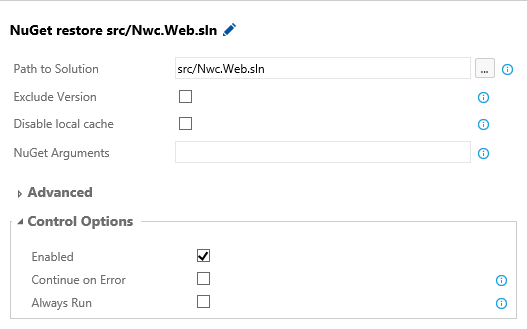 NuGet restore src/Nwc.Web.sln
Path to Solution src/Nwc.Web.sln ...
Exclude Version
Disable local cache
NuGet Arguments
Advanced
Control Options
Enabled
Continue on Error
Always Run